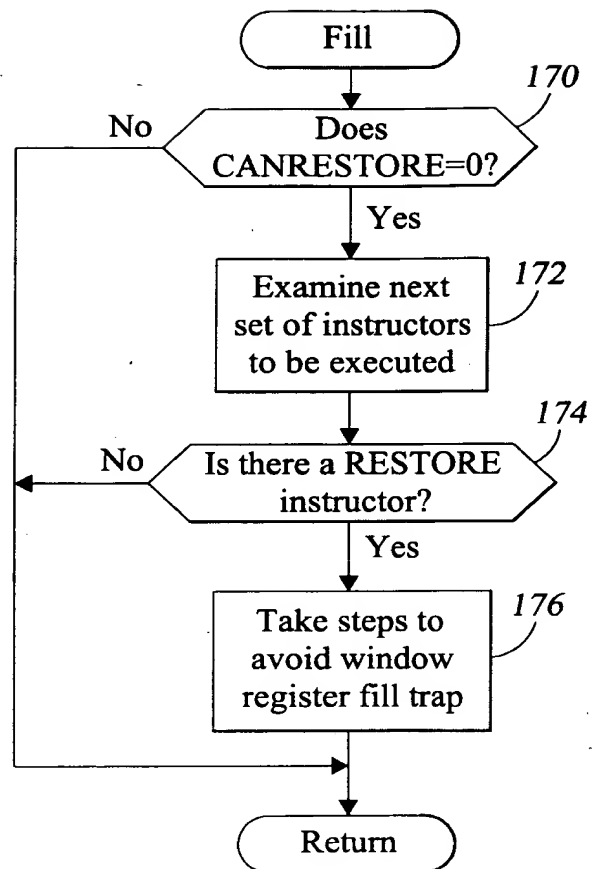 Fill
170
No
Does
CANRESTORE=0?
Yes
172
Examine next
set of instructors
to be executed
174
No
Is there a RESTORE
instructor?
Yes
176
Take steps to
avoid window
register fill trap
Return